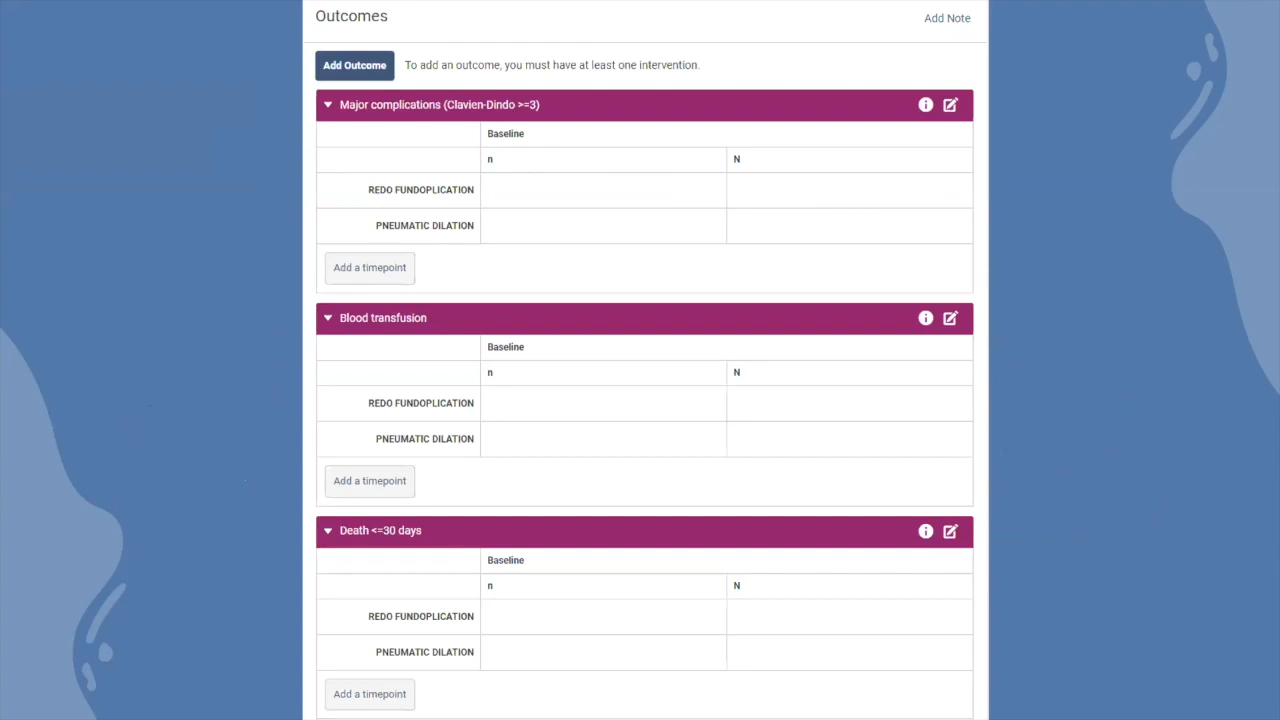 Outcomes
Add Note
Add Outcome To add an outcome, you must have at least one intervention.
Major complications (Clavien-Dindo >=3)
Baseline
n N
REDO FUNDOPLICATION
PNEUMATIC DILATION
Add a timepoint
Blood transfusion
Baseline
n N
REDO FUNDOPLICATION
PNEUMATIC DILATION
Add a timepoint
Death <=30 days
Baseline
n N
REDO FUNDOPLICATION
PNEUMATIC DILATION
Add a timepoint